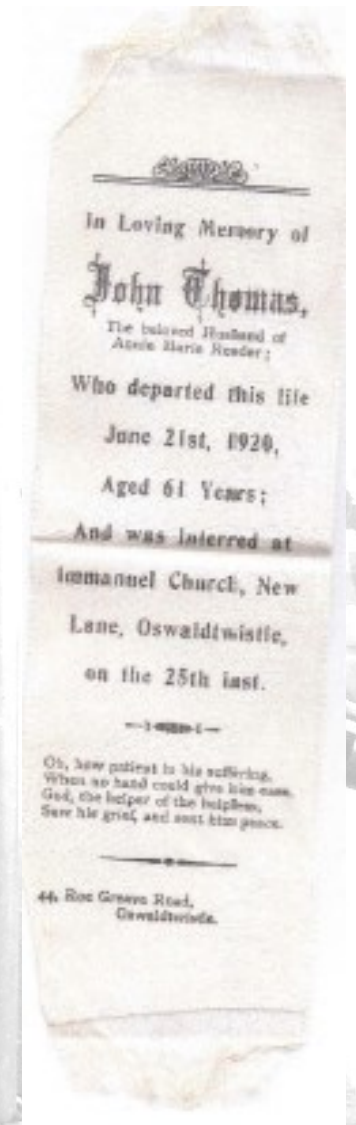 In Loving Memory of
John Thomas,
The beloved Husband of
Annie Maria Reader;
Who departed this life
June 21st, 1920,
Aged 61 Years;
And was Interred at
Immanuel Church, New
Lane, Oswaldtwistle,
on the 25th inst.
Oh, how patient in his suffering,
When no hand could give him ease,
God, the helper of the helpless,
Saw his grief, and sent him peace.
44, Roe Greave Road,
Oswaldtwistle.